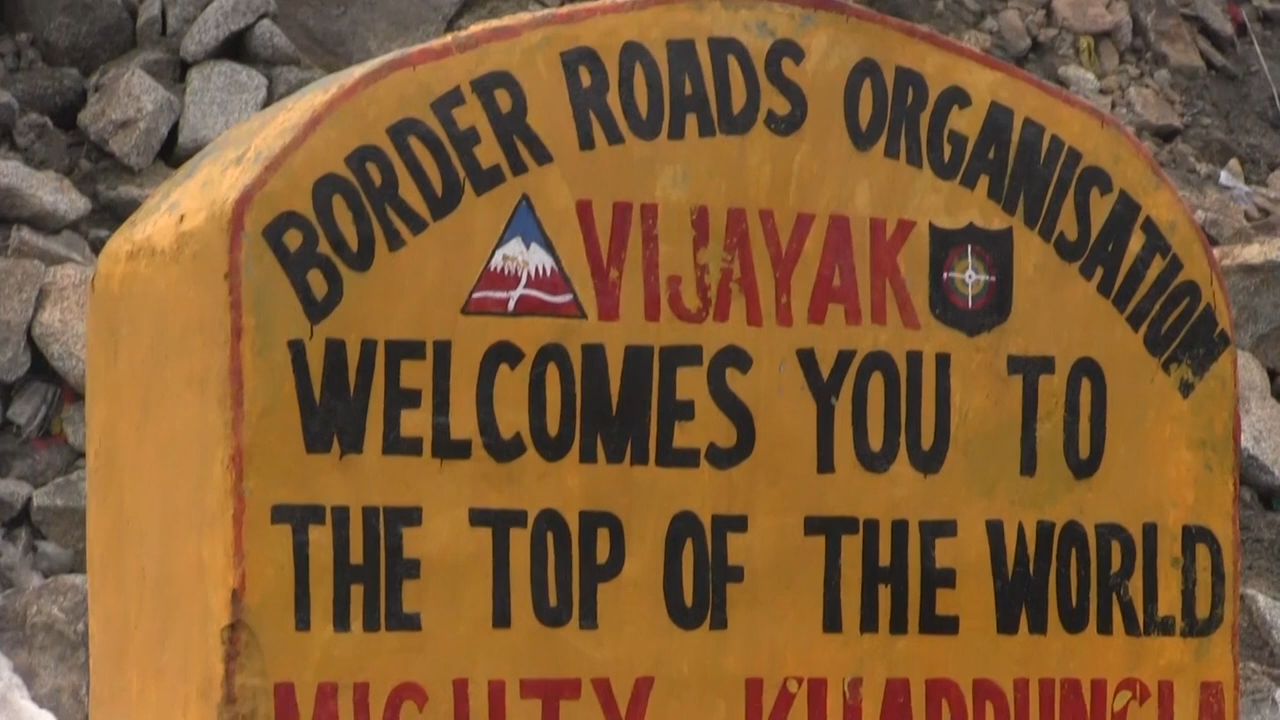 BORDER ROADS ORGANISATION
VIJAYAK
WELCOMES YOU TO
THE TOP OF THE WORLD
MIGHTY KHARDUNGLA